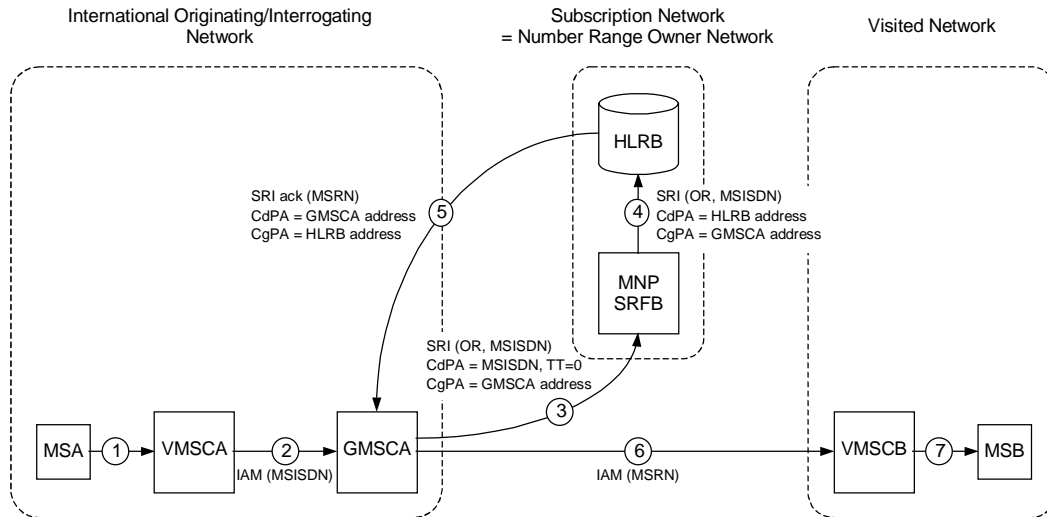 International Originating/Interrogating
Network
Subscription Network
= Number Range Owner Network
Visited Network
HLRB
SRI ack (MSRN)
CdPA = GMSCA address
CgPA = HLRB address
5
4
SRI (OR, MSISDN)
CdPA = HLRB address
CgPA = GMSCA address
MNP
SRFB
SRI (OR, MSISDN)
CdPA = MSISDN, TT=0
CgPA = GMSCA address
3
MSA
1
VMSCA
2
IAM (MSISDN)
GMSCA
6
IAM (MSRN)
VMSCB
7
MSB